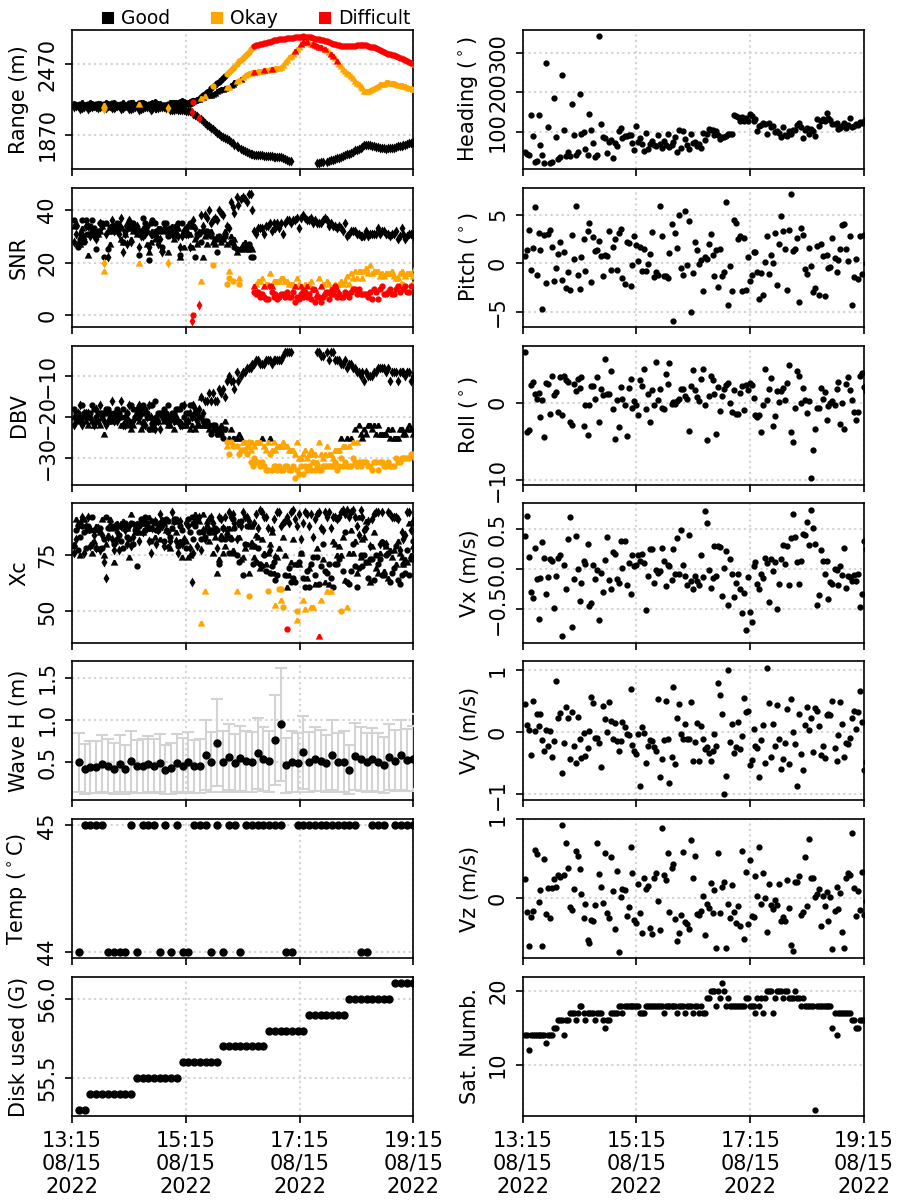 Good Okay Difficult
Range (m)
2470
1870
Heading (°)
300
200
100
SNR
40
20
0
Pitch (°)
5
0
−5
DBV
−10
−20
−30
Roll (°)
0
−10
Xc
75
50
Vx (m/s)
0.5
0.0
−0.5
Wave H (m)
1.5
1.0
0.5
Vy (m/s)
1
0
−1
Temp (°C)
45
44
Vz (m/s)
1
0
Disk used (G)
56.0
55.5
Sat. Numb.
20
10
13:15 15:15 17:15 19:15
08/15 08/15 08/15 08/15
2022 2022 2022 2022
13:15 15:15 17:15 19:15
08/15 08/15 08/15 08/15
2022 2022 2022 2022